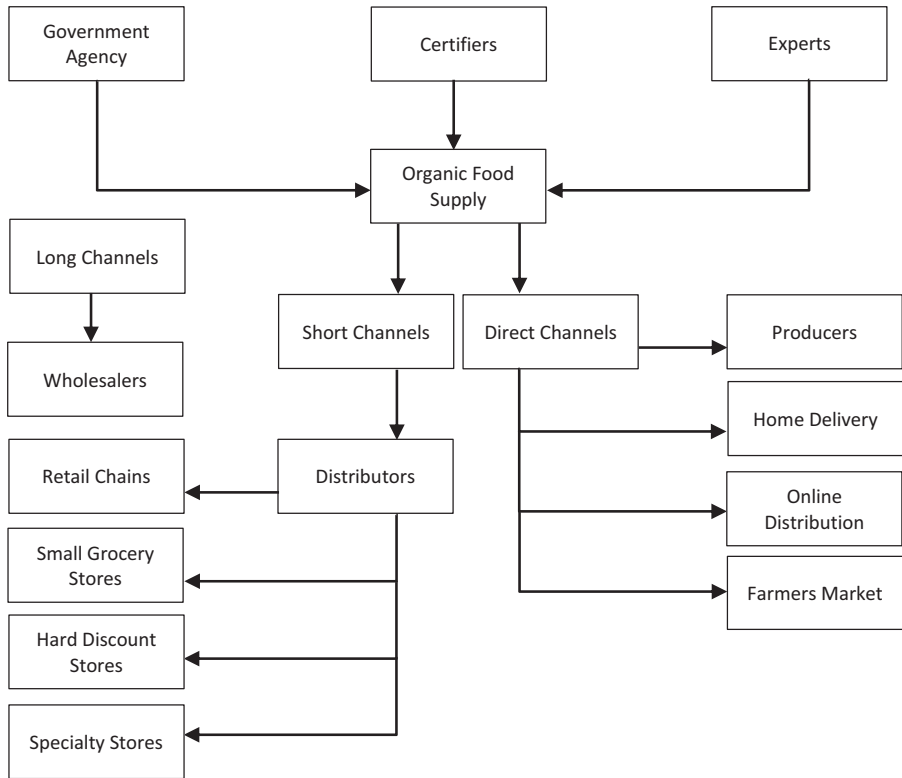 Government
Agency
Certifiers
Experts
Organic Food
Supply
Long Channels
Short Channels
Direct Channels
Producers
Wholesalers
Home Delivery
Retail Chains
Distributors
Online
Distribution
Small Grocery
Stores
Farmers Market
Hard Discount
Stores
Specialty Stores